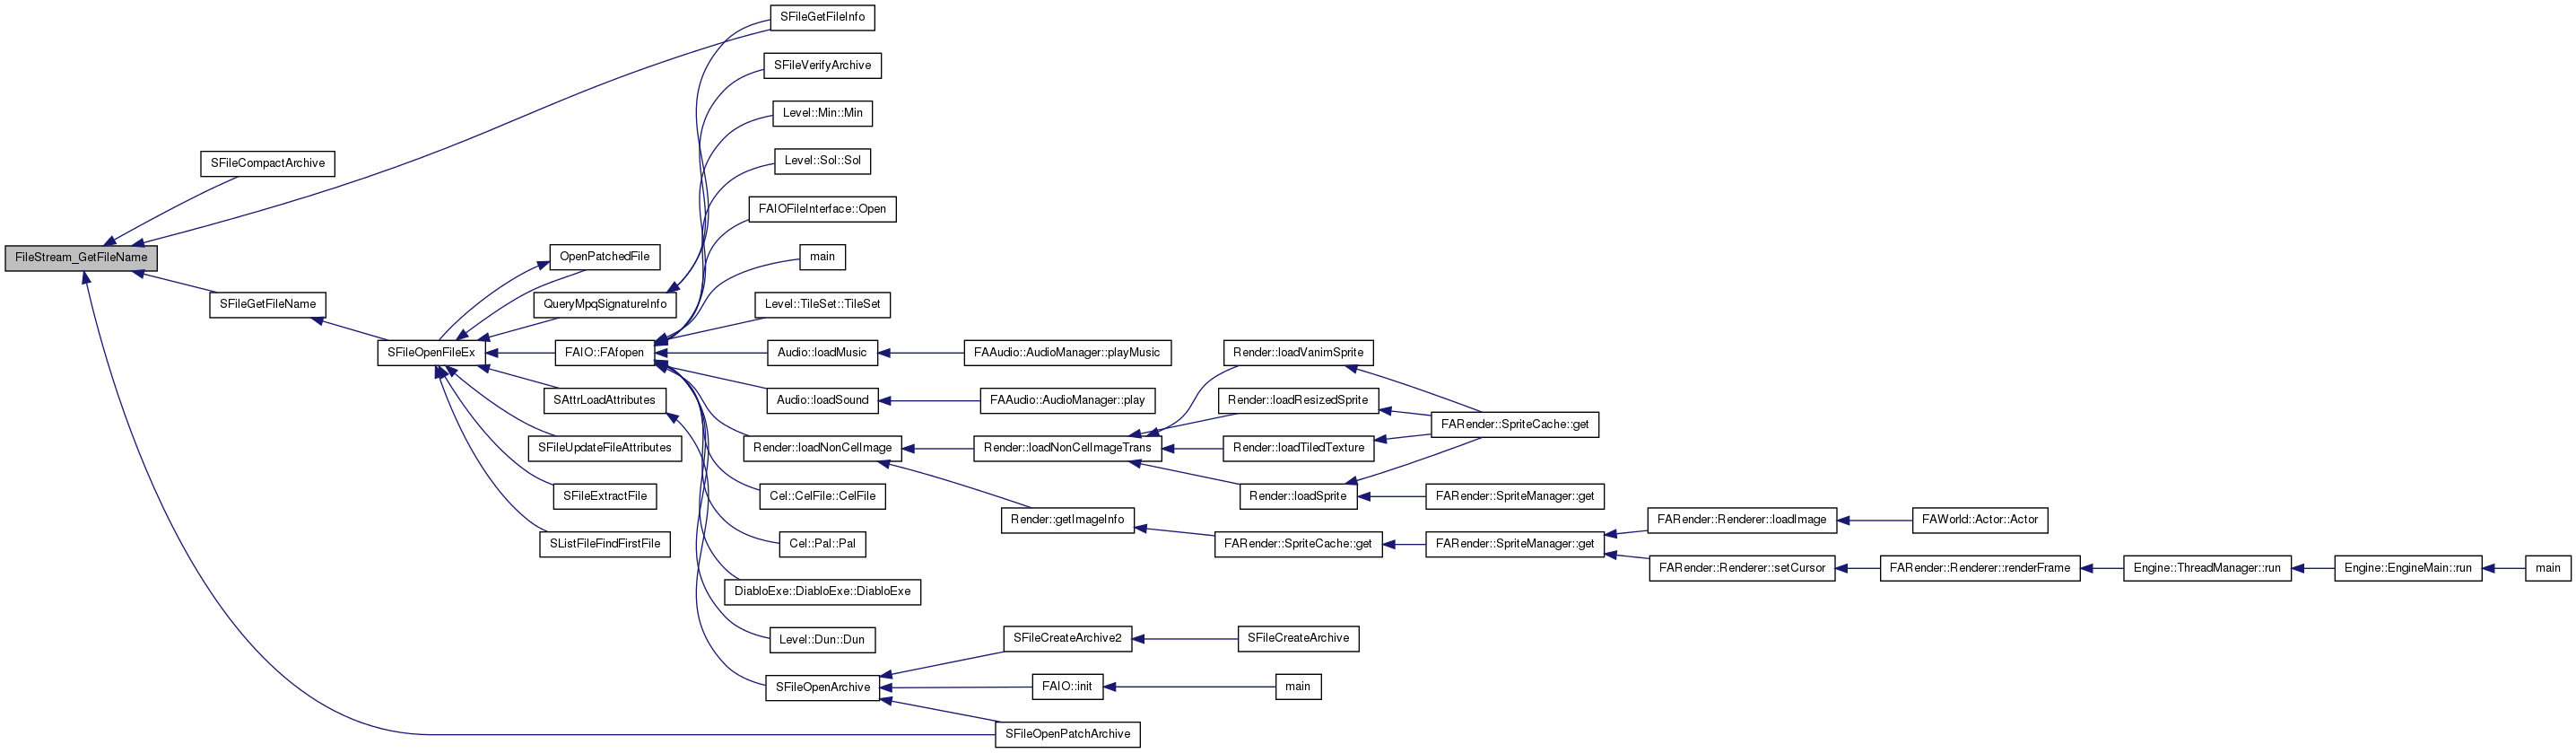 FileStream_GetFileName
SFileCompactArchive
SFileGetFileName
SFileOpenFileEx
OpenPatchedFile
QueryMpqSignatureInfo
FAIO::FAfopen
SAttrLoadAttributes
SFileUpdateFileAttributes
SFileExtractFile
SListFileFindFirstFile
SFileGetFileInfo
SFileVerifyArchive
Level::Min::Min
Level::Sol::Sol
FAIOFileInterface::Open
main
Level::TileSet::TileSet
Audio::loadMusic
Audio::loadSound
Render::loadNonCelImage
Cel::CelFile::CelFile
Cel::Pal::Pal
DiabloExe::DiabloExe::DiabloExe
Level::Dun::Dun
SFileOpenArchive
FAAudio::AudioManager::playMusic
FAAudio::AudioManager::play
Render::loadNonCelImageTrans
Render::getImageInfo
SFileCreateArchive2
FAIO::init
SFileOpenPatchArchive
Render::loadVanimSprite
Render::loadResizedSprite
Render::loadTiledTexture
Render::loadSprite
FARender::SpriteCache::get
SFileCreateArchive
main
FARender::SpriteCache::get
FARender::SpriteManager::get
FARender::SpriteManager::get
FARender::Renderer::loadImage
FARender::Renderer::setCursor
FAWorld::Actor::Actor
FARender::Renderer::renderFrame
Engine::ThreadManager::run
Engine::EngineMain::run
main